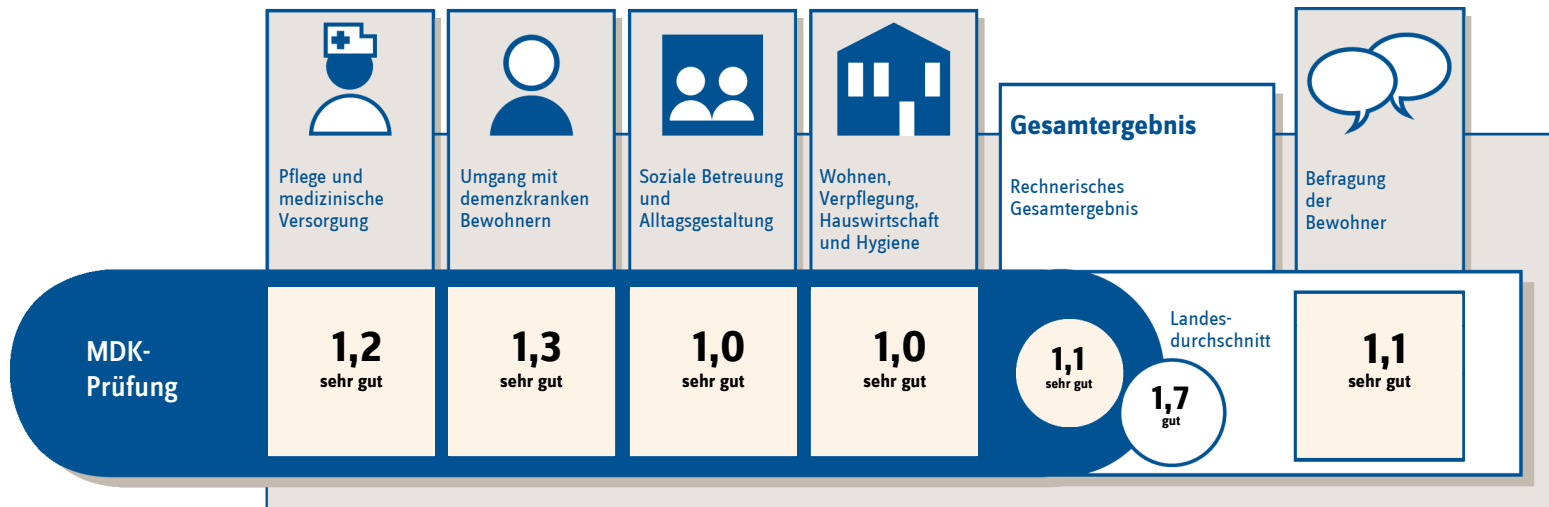 Pflege und
medizinische
Versorgung
Umgang mit
demenzkranken
Bewohnern
Soziale Betreuung
und
Alltagsgestaltung
Wohnen,
Verpflegung,
Hauswirtschaft
und Hygiene
Gesamtergebnis
Rechnerisches
Gesamtergebnis
Befragung
der
Bewohner
MDK-
Prüfung
1,2
sehr gut
1,3
sehr gut
1,0
sehr gut
1,0
sehr gut
1,1
sehr gut
Landes-
durchschnitt
1,7
gut
1,1
sehr gut